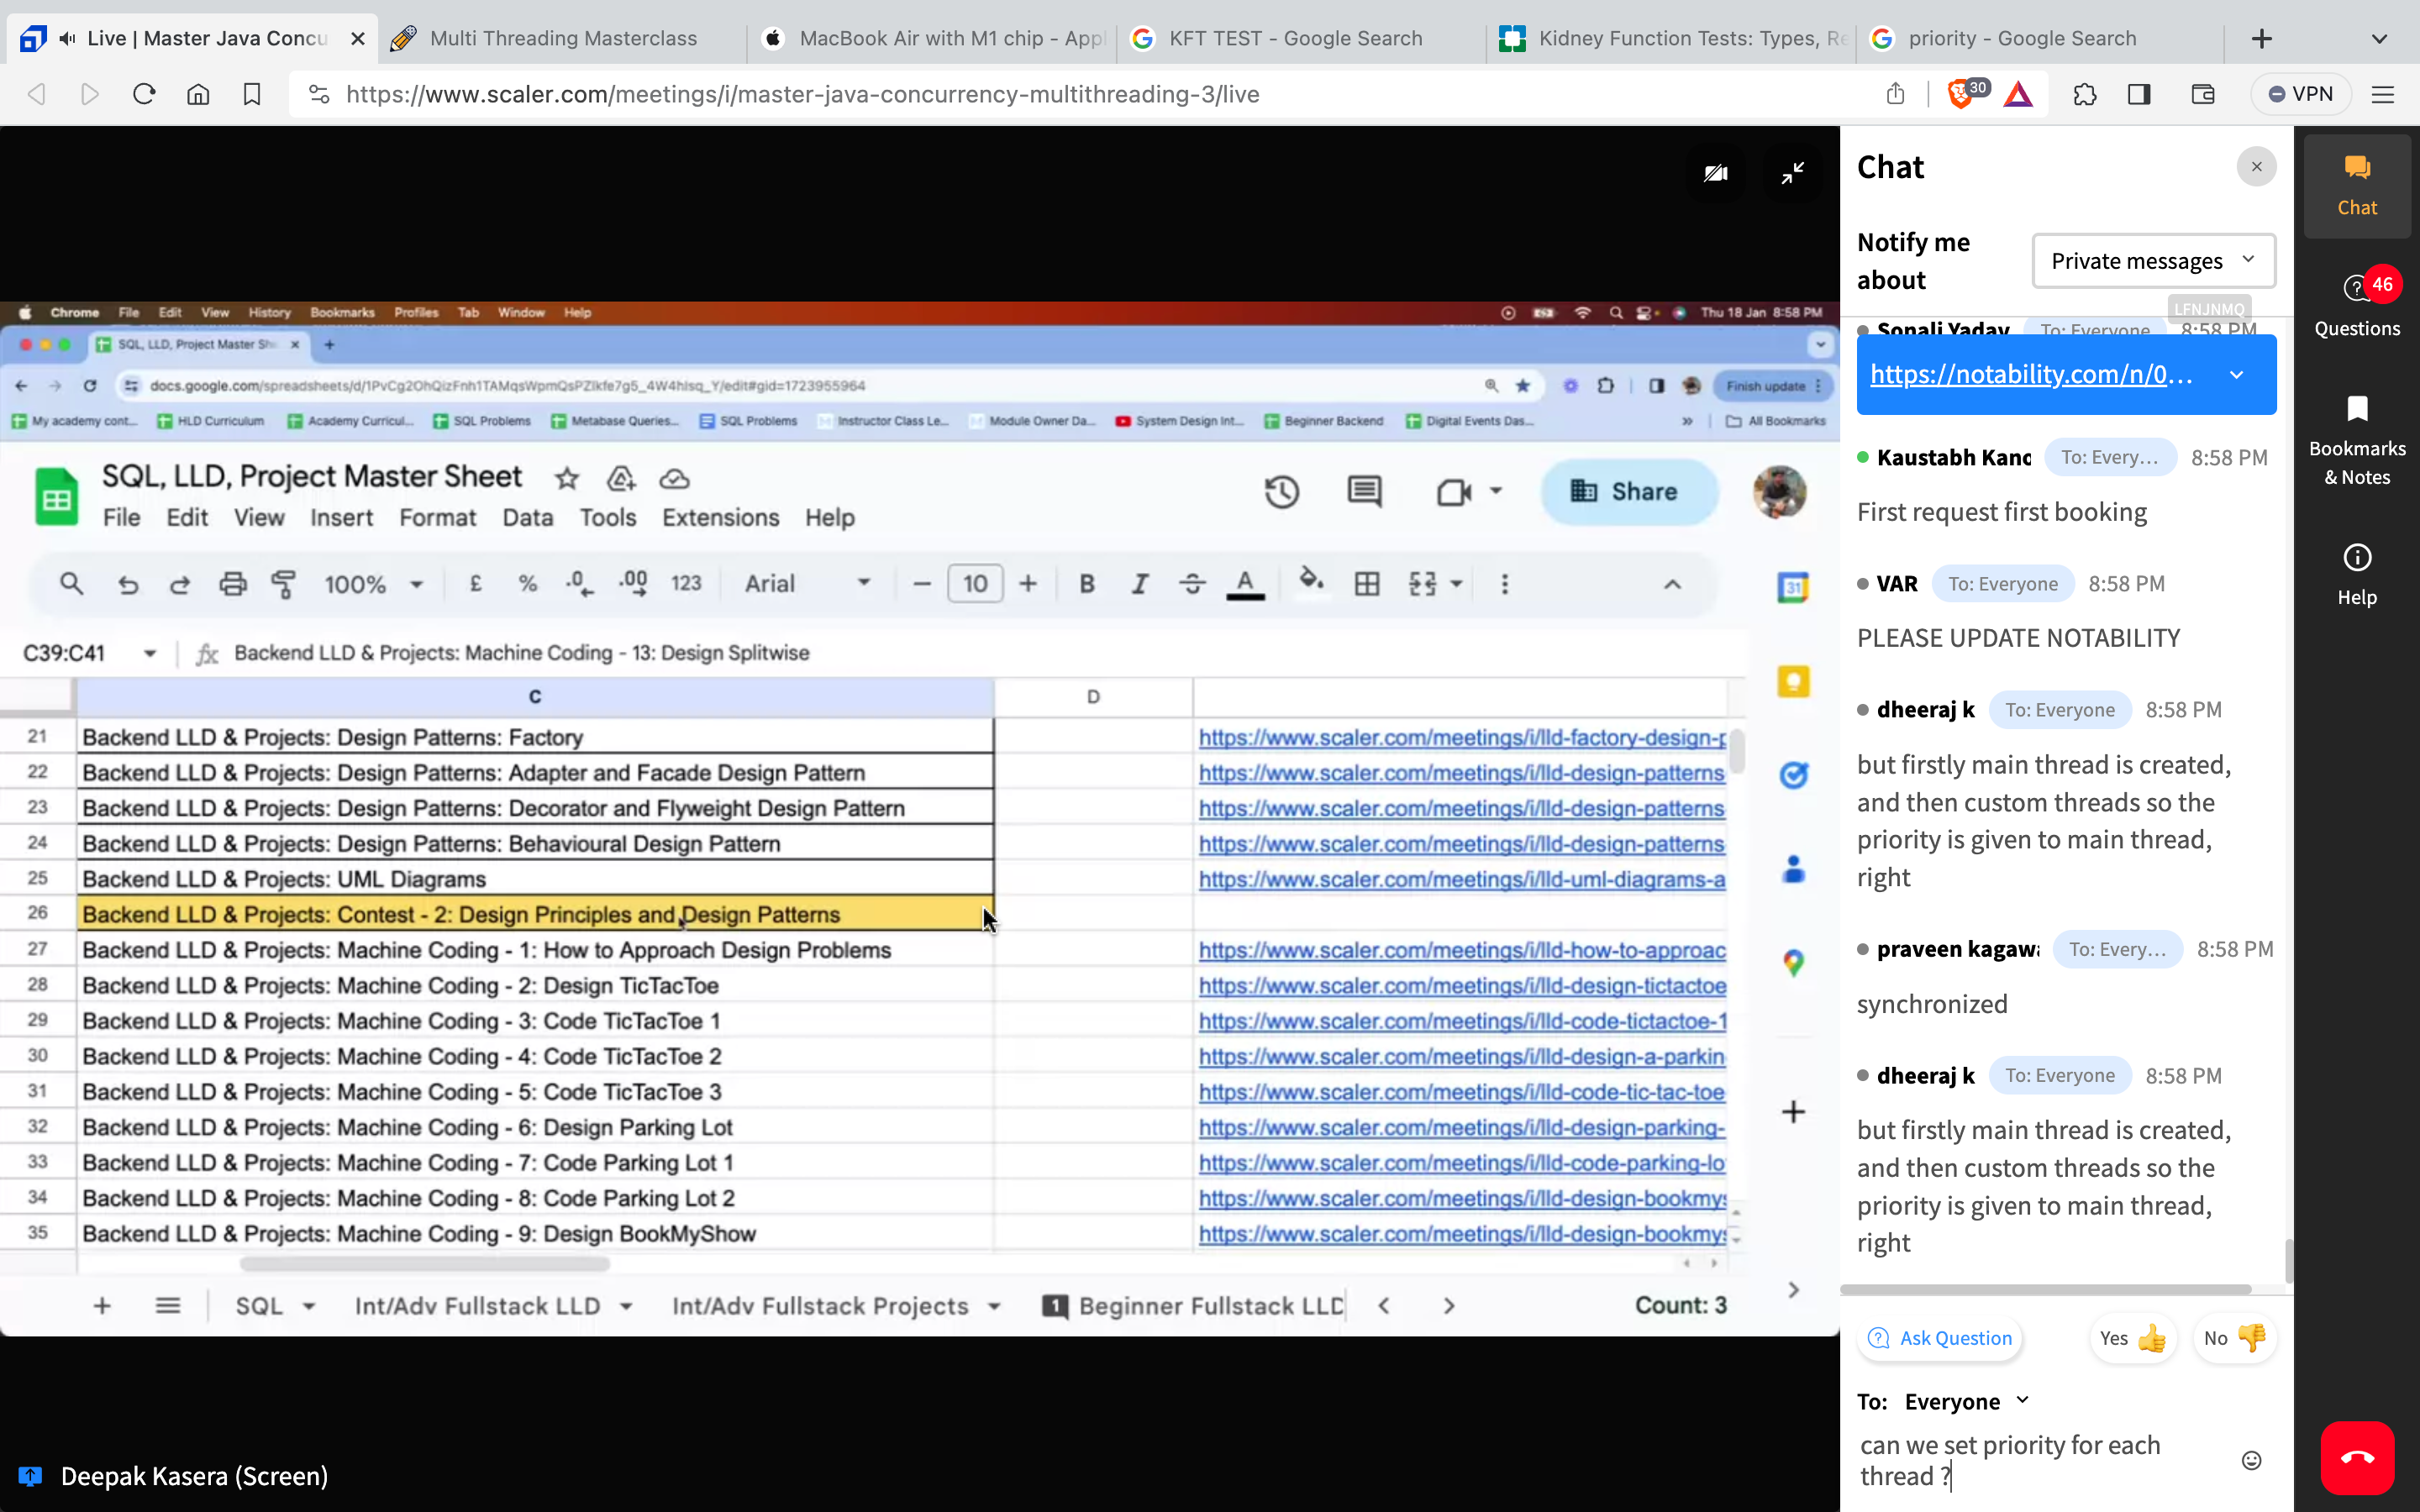 Live | Master Java Concu
Multi Threading Masterclass
MacBook Air with M1 chip - Appl
KFT TEST - Google Search
Kidney Function Tests: Types, Re
priority - Google Search
https://www.scaler.com/meetings/i/master-java-concurrency-multithreading-3/live
30
VPN
Chrome File Edit View History Bookmarks Profiles Tab Window Help
Thu 18 Jan 8:58 PM
SQL, LLD, Project Master Sh
docs.google.com/spreadsheets/d/
/edit#gid=1723955964
Finish update
My academy cont...
HLD Curriculum
Academy Curricul...
SQL Problems
Metabase Queries...
SQL Problems
Instructor Class Le...
Module Owner Da...
System Design Int...
Beginner Backend
Digital Events Das...
All Bookmarks
SQL, LLD, Project Master Sheet
File Edit View Insert Format Data Tools Extensions Help
Share
100% £ % .0 .00 123 Arial 10 B I A
31
C39:C41 fx Backend LLD & Projects: Machine Coding - 13: Design Splitwise
C D
21 Backend LLD & Projects: Design Patterns: Factory https://www.scaler.com/meetings/i/lld-factory-design-p
22 Backend LLD & Projects: Design Patterns: Adapter and Facade Design Pattern https://www.scaler.com/meetings/i/lld-design-patterns
23 Backend LLD & Projects: Design Patterns: Decorator and Flyweight Design Pattern https://www.scaler.com/meetings/i/lld-design-patterns
24 Backend LLD & Projects: Design Patterns: Behavioural Design Pattern https://www.scaler.com/meetings/i/lld-design-patterns
25 Backend LLD & Projects: UML Diagrams https://www.scaler.com/meetings/i/lld-uml-diagrams-a
26 Backend LLD & Projects: Contest - 2: Design Principles and Design Patterns
27 Backend LLD & Projects: Machine Coding - 1: How to Approach Design Problems https://www.scaler.com/meetings/i/lld-how-to-approac
28 Backend LLD & Projects: Machine Coding - 2: Design TicTacToe https://www.scaler.com/meetings/i/lld-design-tictactoe
29 Backend LLD & Projects: Machine Coding - 3: Code TicTacToe 1 https://www.scaler.com/meetings/i/lld-code-tictactoe-1
30 Backend LLD & Projects: Machine Coding - 4: Code TicTacToe 2 https://www.scaler.com/meetings/i/lld-design-a-parkin
31 Backend LLD & Projects: Machine Coding - 5: Code TicTacToe 3 https://www.scaler.com/meetings/i/lld-code-tic-tac-toe
32 Backend LLD & Projects: Machine Coding - 6: Design Parking Lot https://www.scaler.com/meetings/i/lld-design-parking-
33 Backend LLD & Projects: Machine Coding - 7: Code Parking Lot 1 https://www.scaler.com/meetings/i/lld-code-parking-lo
34 Backend LLD & Projects: Machine Coding - 8: Code Parking Lot 2 https://www.scaler.com/meetings/i/lld-design-bookmys
35 Backend LLD & Projects: Machine Coding - 9: Design BookMyShow https://www.scaler.com/meetings/i/lld-design-bookmys
SQL
Int/Adv Fullstack LLD
Int/Adv Fullstack Projects
1 Beginner Fullstack LLD
Count: 3
Deepak Kasera (Screen)
Chat
Notify me
about
Private messages
LFNJNMQ
Sonali Yadav To: Everyone 8:58 PM
https://notability.com/n/0...
Kaustabh Kand To: Every... 8:58 PM
First request first booking
VAR To: Everyone 8:58 PM
PLEASE UPDATE NOTABILITY
dheeraj k To: Everyone 8:58 PM
but firstly main thread is created,
and then custom threads so the
priority is given to main thread,
right
praveen kagawa To: Every... 8:58 PM
synchronized
dheeraj k To: Everyone 8:58 PM
but firstly main thread is created,
and then custom threads so the
priority is given to main thread,
right
Ask Question
Yes
No
To: Everyone
can we set priority for each
thread ?
Chat
46
Questions
Bookmarks
& Notes
Help